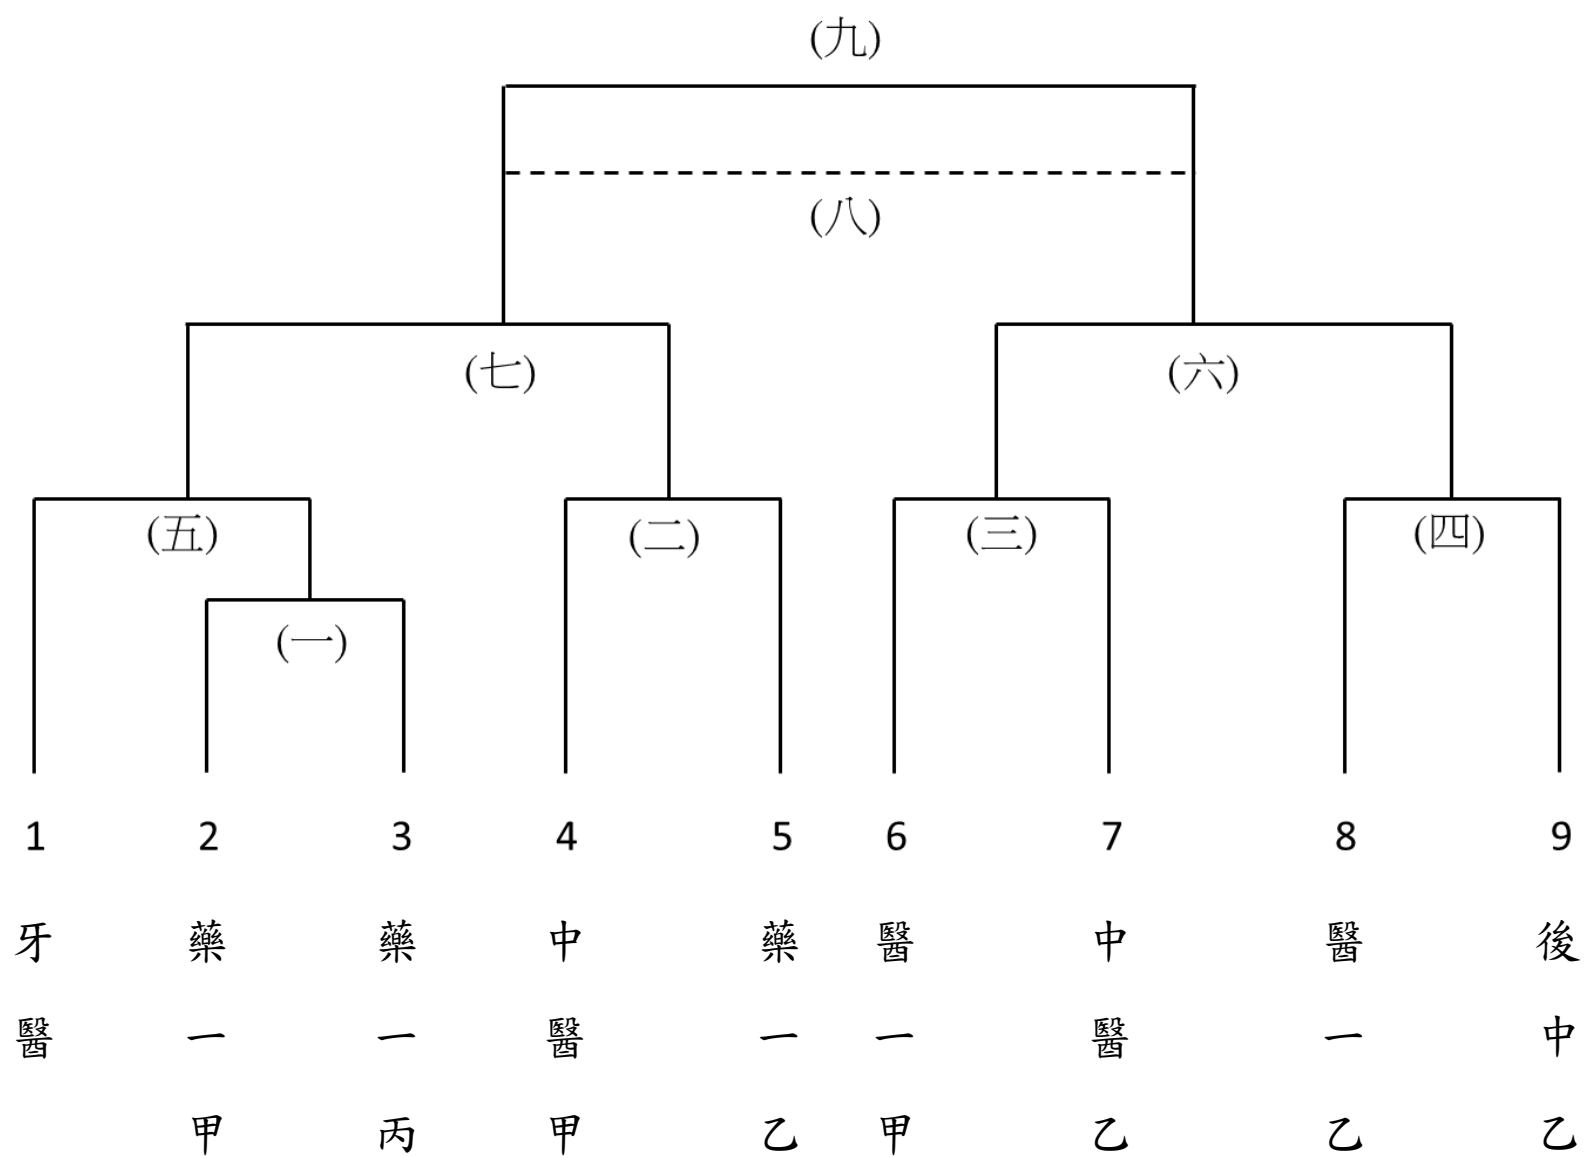 (九)
(八)
(七) (六)
(五) (二) (三) (四)
(一)
1 2 3 4 5 6 7 8 9
牙醫
藥一甲
藥一丙
中醫甲
藥一乙
醫一甲
中醫乙
醫一乙
後中乙